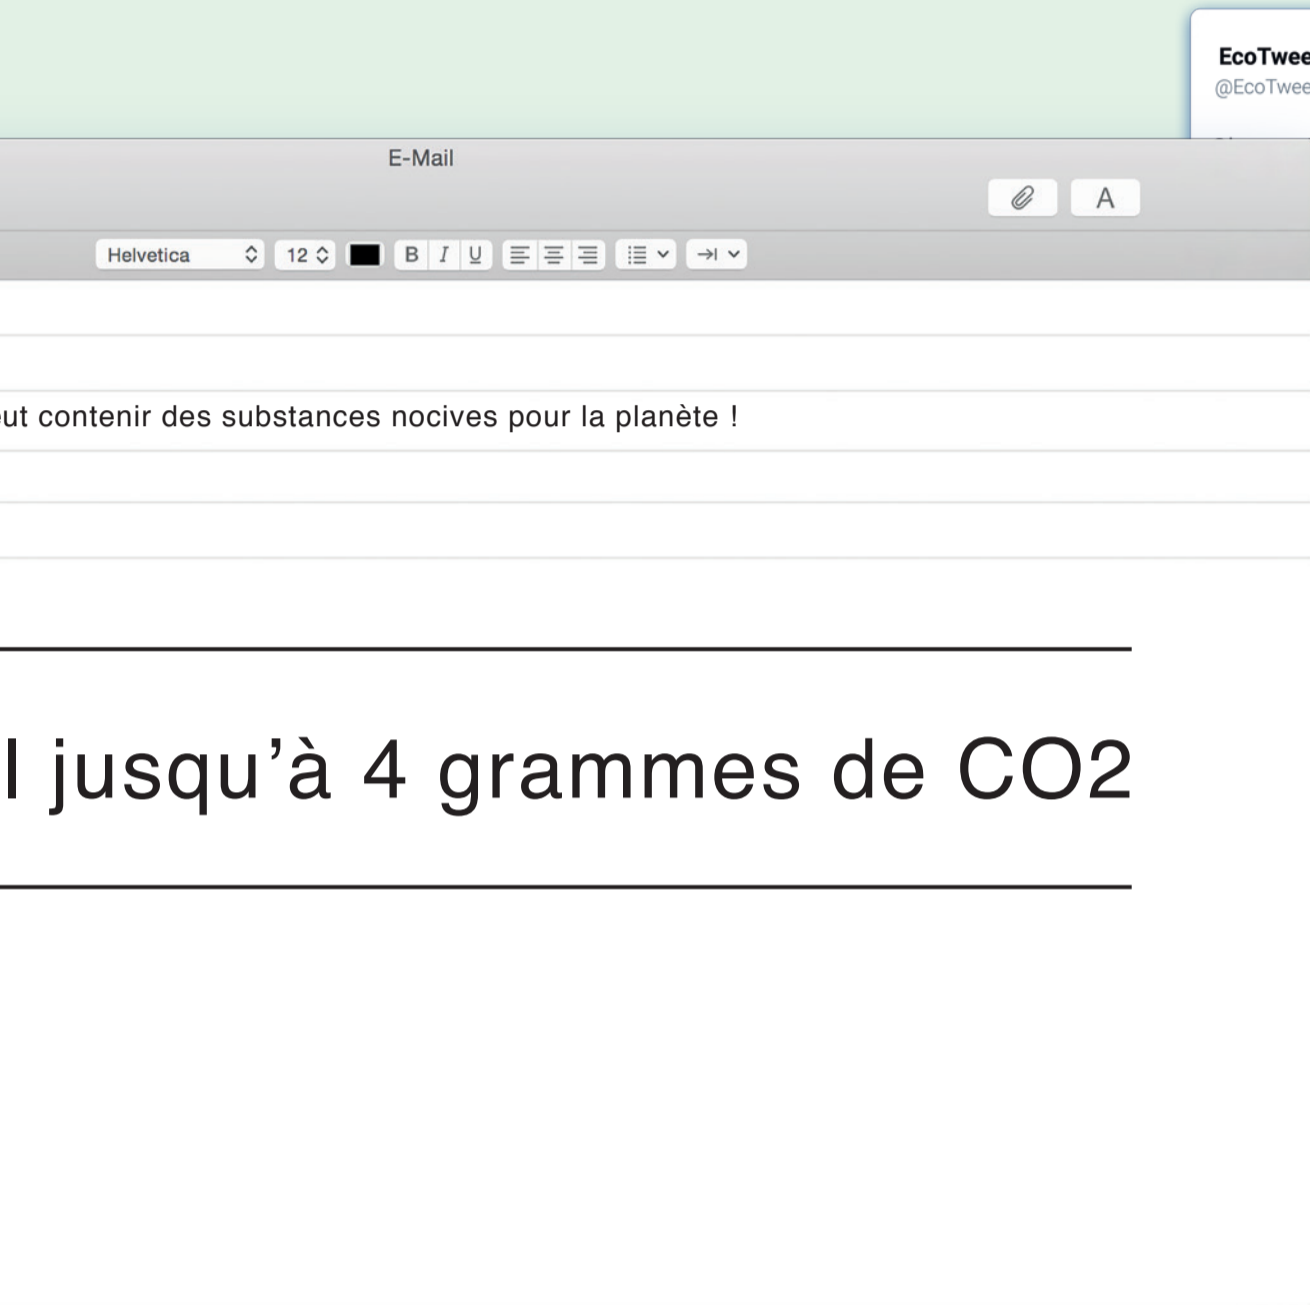 EcoTwee
@EcoTwee
E-Mail
A
Helvetica 12 B I U
ut contenir des substances nocives pour la planète !
l jusqu’à 4 grammes de CO2